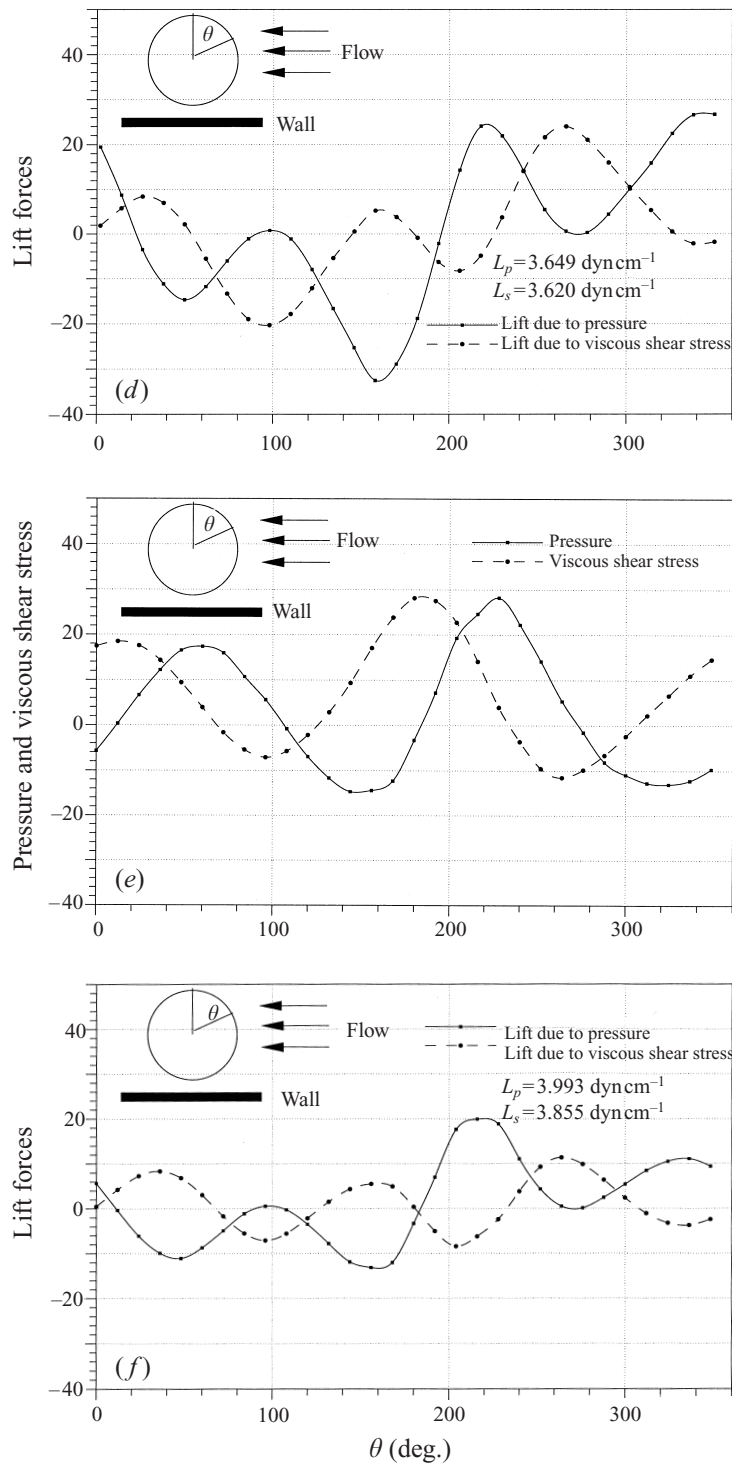 40
20
0
−20
−40
Lift forces
θ
Flow
Wall
Lp=3.649 dyn cm−1
Ls=3.620 dyn cm−1
Lift due to pressure
Lift due to viscous shear stress
(d)
0 100 200 300
40
20
0
−20
−40
Pressure and viscous shear stress
θ
Flow
Wall
Pressure
Viscous shear stress
(e)
0 100 200 300
40
20
0
−20
−40
Lift forces
θ
Flow
Wall
Lift due to pressure
Lift due to viscous shear stress
Lp=3.993 dyn cm−1
Ls=3.855 dyn cm−1
(f)
0 100 200 300
θ (deg.)